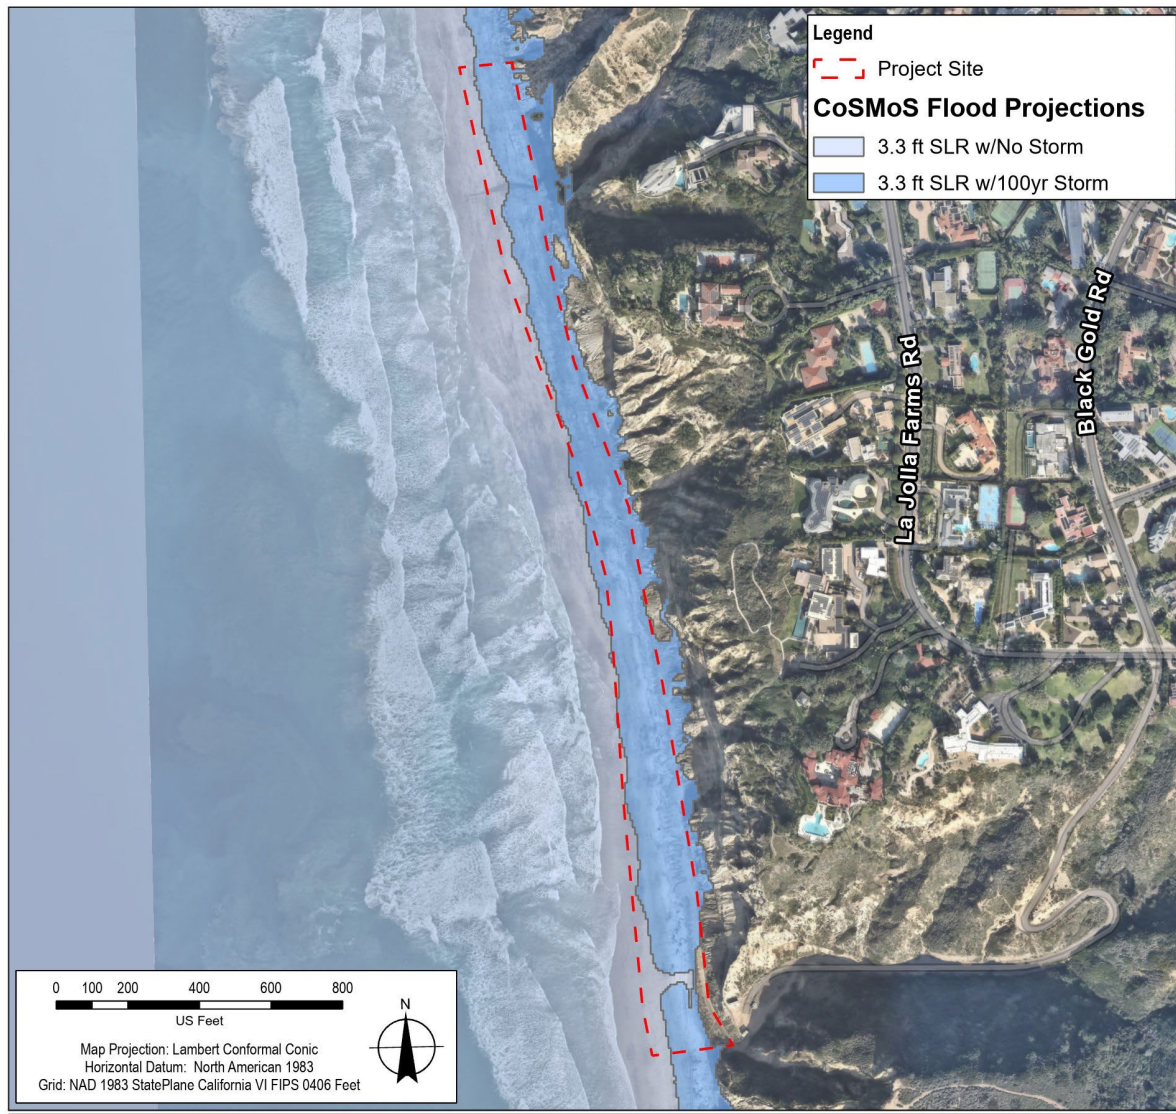 Legend
Project Site
CoSMoS Flood Projections
3.3 ft SLR w/No Storm
3.3 ft SLR w/100yr Storm
La Jolla Farms Rd
Black Gold Rd
0 100 200 400 600 800
US Feet
N
Map Projection: Lambert Conformal Conic
Horizontal Datum: North American 1983
Grid: NAD 1983 StatePlane California VI FIPS 0406 Feet